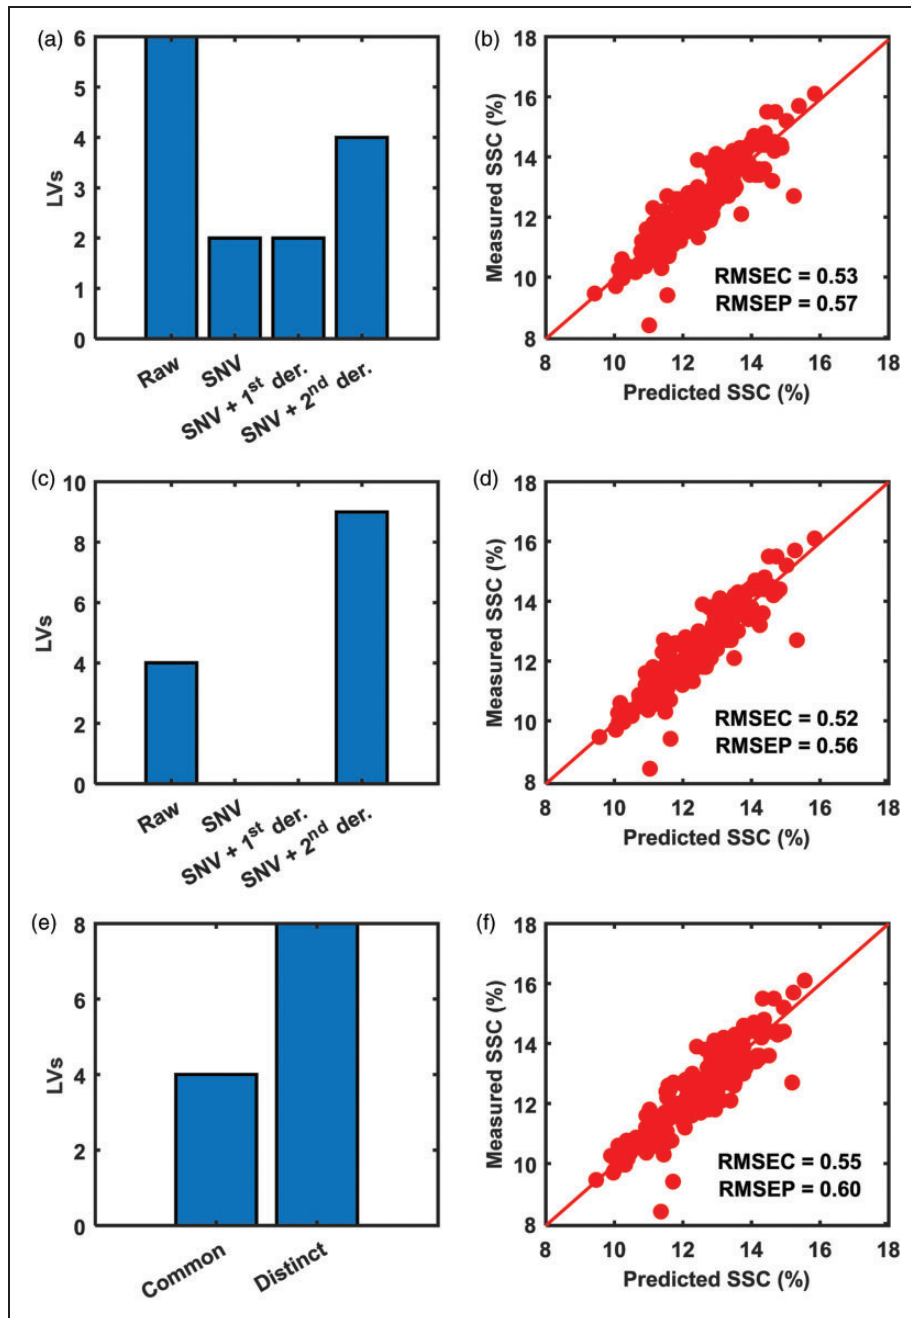 (a)
6
5
4
3
2
1
0
LVs
Raw
SNV
SNV + 1st der.
SNV + 2nd der.
(b)
18
16
14
12
10
8
Measured SSC (%)
RMSEC = 0.53
RMSEP = 0.57
8 10 12 14 16 18
Predicted SSC (%)
(c)
10
8
6
4
2
0
LVs
Raw
SNV
SNV + 1st der.
SNV + 2nd der.
(d)
18
16
14
12
10
8
Measured SSC (%)
RMSEC = 0.52
RMSEP = 0.56
8 10 12 14 16 18
Predicted SSC (%)
(e)
8
6
4
2
0
LVs
Common
Distinct
(f)
18
16
14
12
10
8
Measured SSC (%)
RMSEC = 0.55
RMSEP = 0.60
8 10 12 14 16 18
Predicted SSC (%)